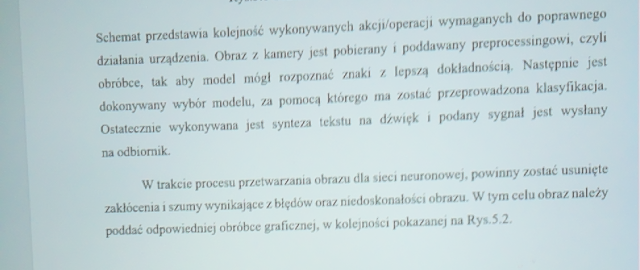 Schemat przedstawia kolejność wykonywanych akcji/operacji wymaganych do poprawnego
działania urządzenia. Obraz z kamery jest pobierany i poddawany preprocessingowi, czyli
obróbce, tak aby model mógł rozpoznać znaki z lepszą dokładnością. Następnie jest
dokonywany wybór modelu, za pomocą którego ma zostać przeprowadzona klasyfikacja.
Ostatecznie wykonywana jest synteza tekstu na dźwięk i podany sygnał jest wysłany
na odbiornik.
W trakcie procesu przetwarzania obrazu dla sieci neuronowej, powinny zostać usunięte
zakłócenia i szumy wynikające z błędów oraz niedoskonałości obrazu. W tym celu obraz należy
poddać odpowiedniej obróbce graficznej, w kolejności pokazanej na Rys.5.2.